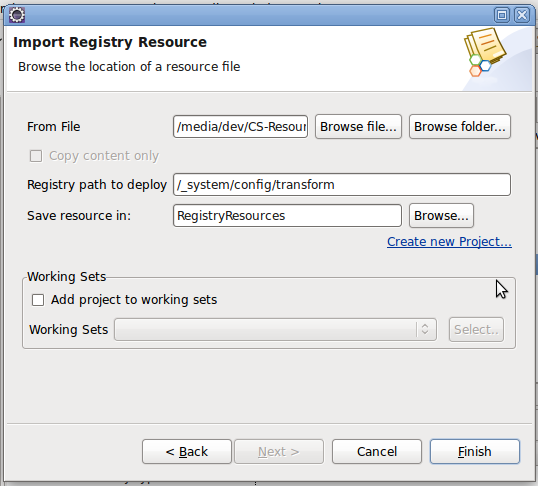 Import Registry Resource
Browse the location of a resource file
From File /media/dev/CS-Resour Browse file... Browse folder...
Copy content only
Registry path to deploy /_system/config/transform
Save resource in: RegistryResources Browse...
Create new Project...
Working Sets
Add project to working sets
Working Sets Select..
< Back Next > Cancel Finish